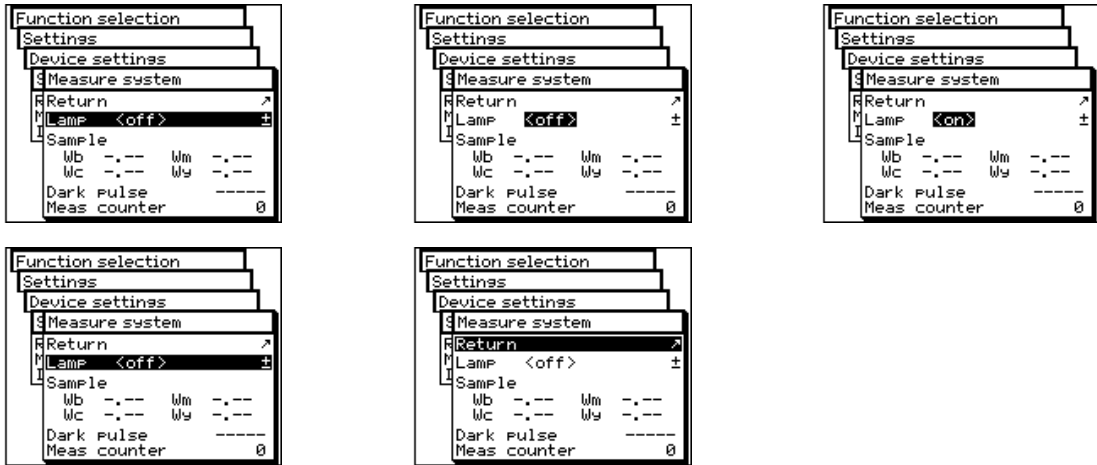 Function selection
Settings
Device settings
S Measure system
R Return ↗
M Lamp <off> ±
I Sample
Wb -.-- Wm -.--
Wc -.-- Wy -.--
Dark pulse -----
Meas counter 0
Function selection
Settings
Device settings
S Measure system
R Return ↗
M Lamp <off> ±
I Sample
Wb -.-- Wm -.--
Wc -.-- Wy -.--
Dark pulse -----
Meas counter 0
Function selection
Settings
Device settings
S Measure system
R Return ↗
M Lamp <on> ±
I Sample
Wb -.-- Wm -.--
Wc -.-- Wy -.--
Dark pulse -----
Meas counter 0
Function selection
Settings
Device settings
S Measure system
R Return ↗
M Lamp <off> ±
I Sample
Wb -.-- Wm -.--
Wc -.-- Wy -.--
Dark pulse -----
Meas counter 0
Function selection
Settings
Device settings
S Measure system
R Return ↗
M Lamp <off> ±
I Sample
Wb -.-- Wm -.--
Wc -.-- Wy -.--
Dark pulse -----
Meas counter 0